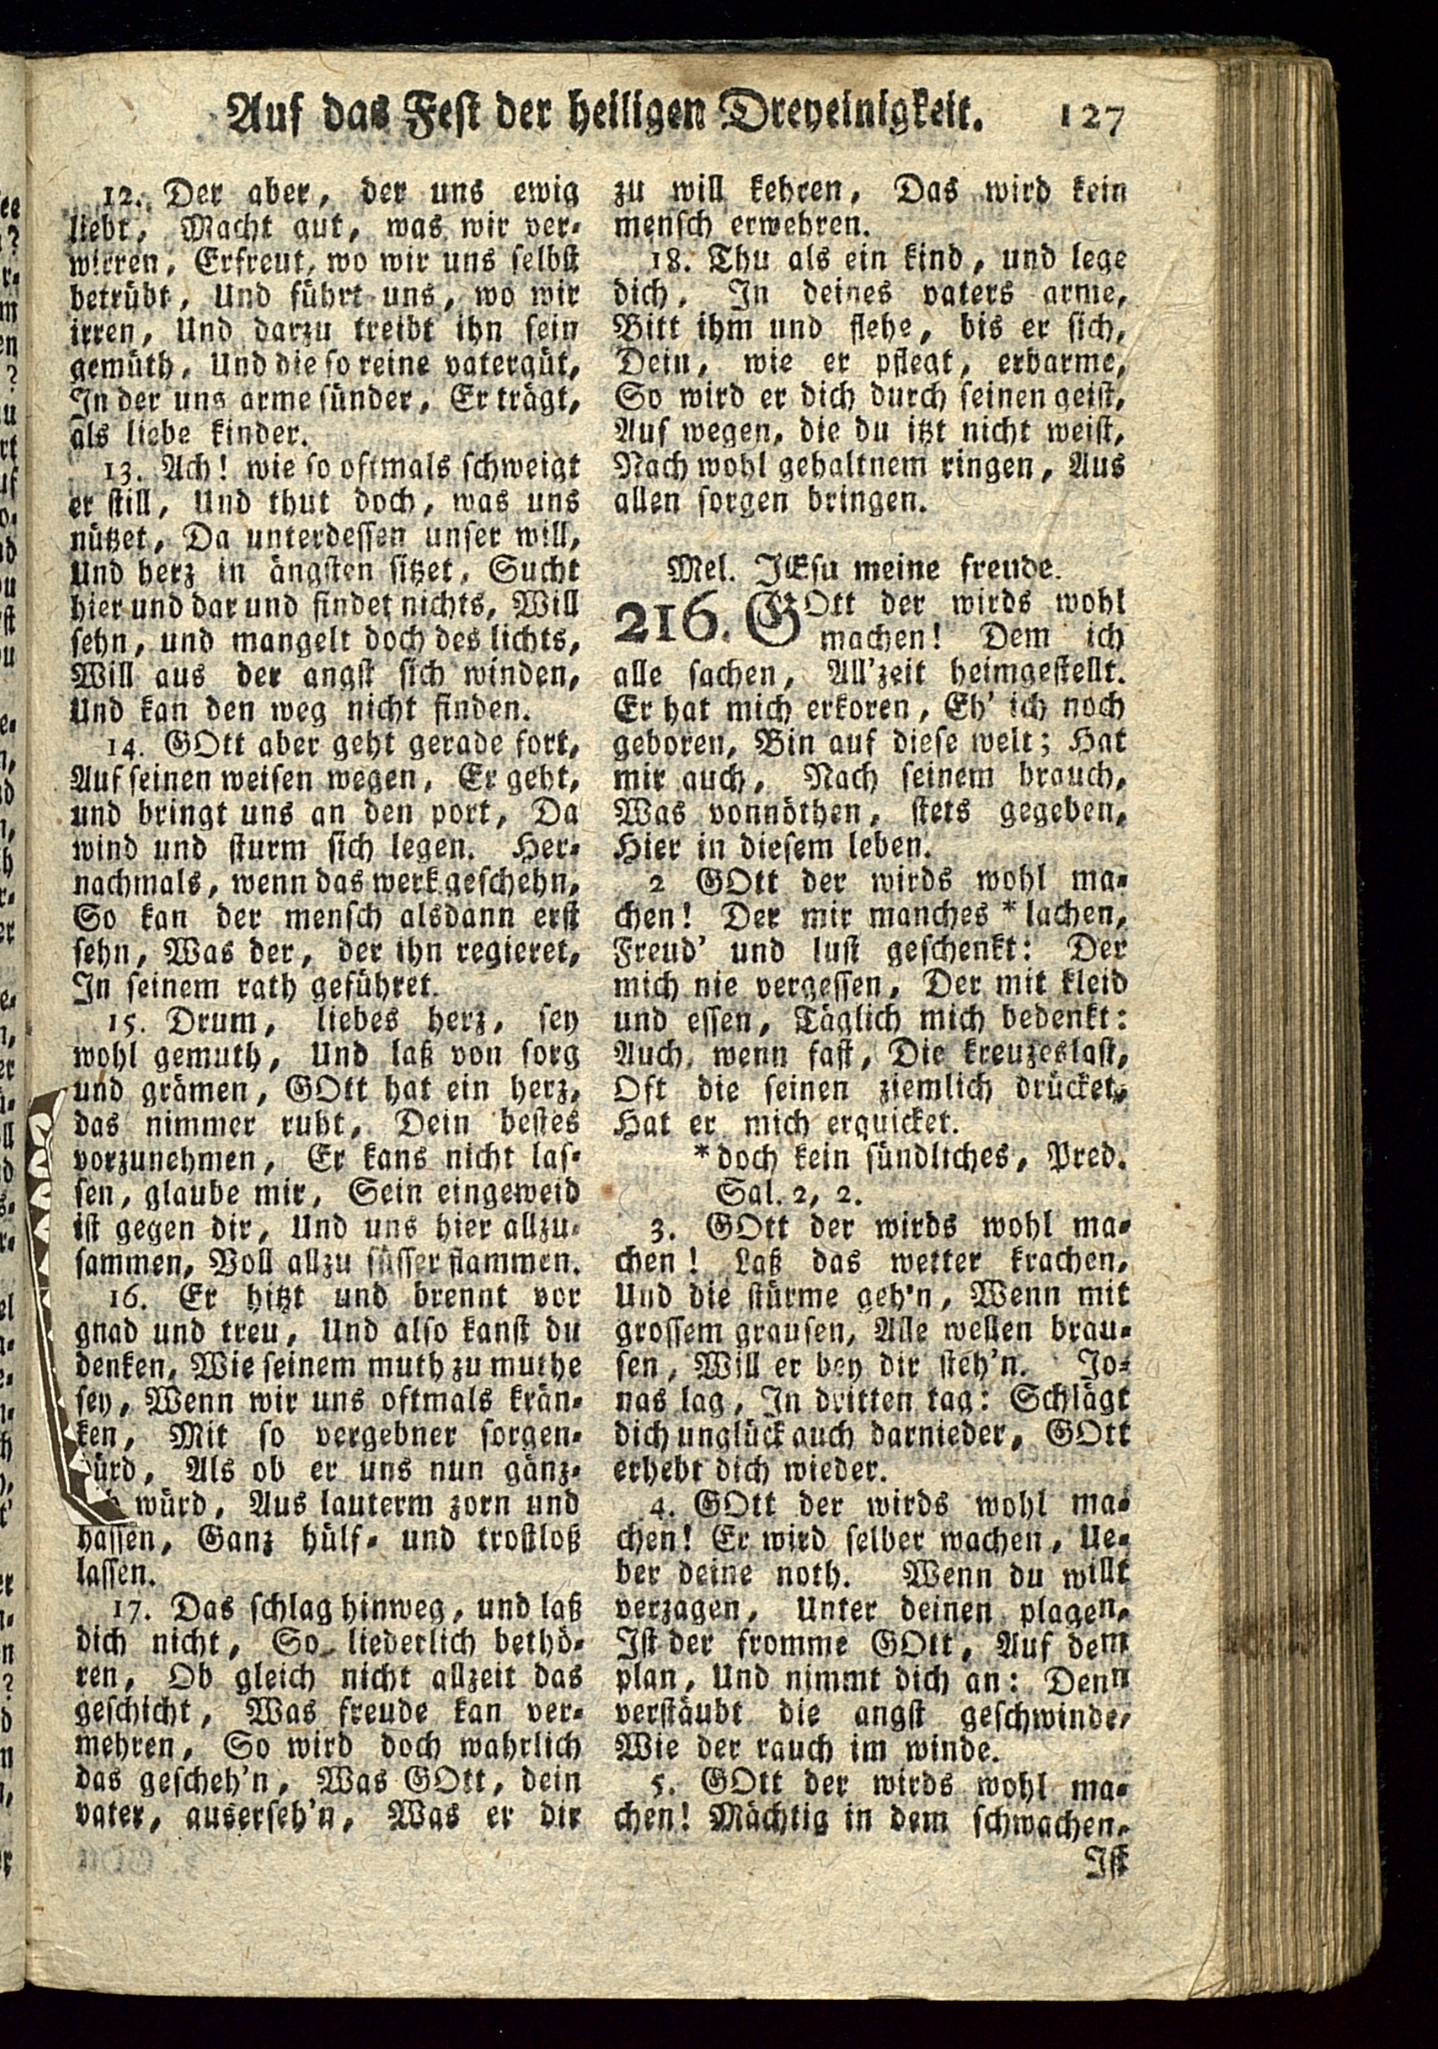 Auf das Fest der heiligen Dreyeinigkeit. 127
12. Der aber, der uns ewig
liebt, Macht gut, was wir ver-
wirren, Erfreut, wo wir uns selbst
betrübt, Und führt uns, wo wir
irren, Und darzu treibt ihn sein
gemüth, Und die so reine vatergüt,
In der uns arme sünder, Er trägt,
als liebe kinder.
13. Ach! wie so oftmals schweigt
er still, Und thut doch, was uns
nützet, Da unterdessen unser will,
Und herz in ängsten sitzet, Sucht
hier und dar und findet nichts, Will
sehn, und mangelt doch des lichts,
Will aus der angst sich winden,
Und kan den weg nicht finden.
14. GOtt aber geht gerade fort,
Auf seinen weisen wegen, Er geht,
und bringt uns an den port, Da
wind und sturm sich legen. Her-
nachmals, wenn das werk geschehn,
So kan der mensch alsdann erst
sehn, Was der, der ihn regieret,
In seinem rath geführet.
15. Drum, liebes herz, sey
wohl gemuth, Und laß von sorg
und grämen, GOtt hat ein herz,
das nimmer ruht, Dein bestes
vorzunehmen, Er kans nicht las-
sen, glaube mir, Sein eingeweid
ist gegen dir, Und uns hier allzu-
sammen, Voll allzu süsser flammen.
16. Er hitzt und brennt vor
gnad und treu, Und also kanst du
denken, Wie seinem muth zu muthe
sey, Wenn wir uns oftmals krän-
ken, Mit so vergebner sorgen-
bürd, Als ob er uns nun gänz-
würd, Aus lauterm zorn und
hassen, Ganz hülf- und trostloß
lassen.
17. Das schlag hinweg, und laß
dich nicht, So liederlich bethö-
ren, Ob gleich nicht allzeit das
geschicht, Was freude kan ver-
mehren, So wird doch wahrlich
das gescheh'n, Was GOtt, dein
vater, auserseh'n, Was er dir
zu will kehren, Das wird kein
mensch erwehren.
18. Thu als ein kind, und lege
dich, In deines vaters arme,
Bitt ihm und flehe, bis er sich,
Dein, wie er pflegt, erbarme,
So wird er dich durch seinen geist,
Auf wegen, die du itzt nicht weist,
Nach wohl gehaltnem ringen, Aus
allen sorgen bringen.
Mel. JEsu meine freude.
216. GOtt der wirds wohl
machen! Dem ich
alle sachen, All'zeit heimgestellt.
Er hat mich erkoren, Eh' ich noch
geboren, Bin auf diese welt; Hat
mir auch, Nach seinem brauch,
Was vonnöthen, stets gegeben,
Hier in diesem leben.
2 GOtt der wirds wohl ma-
chen! Der mir manches * lachen,
Freud' und lust geschenkt: Der
mich nie vergessen, Der mit kleid
und essen, Täglich mich bedenkt:
Auch, wenn fast, Die kreuzeslast,
Oft die seinen ziemlich drücket,
Hat er mich erquicket.
* doch kein sündliches, Pred.
Sal. 2, 2.
3. GOtt der wirds wohl ma-
chen! Laß das wetter krachen,
Und die stürme geh'n, Wenn mit
grossem grausen, Alle wellen brau-
sen, Will er bey dir steh'n. Jo-
nas lag, In dritten tag: Schlägt
dich unglück auch darnieder, GOtt
erhebt dich wieder.
4. GOtt der wirds wohl ma-
chen! Er wird selber wachen, Ue-
ber deine noth. Wenn du willt
verzagen, Unter deinen plagen,
Ist der fromme GOtt, Auf dem
plan, Und nimmt dich an: Denn
verstäubt die angst geschwinde,
Wie der rauch im winde.
5. GOtt der wirds wohl ma-
chen! Mächtig in dem schwachen,
Ist